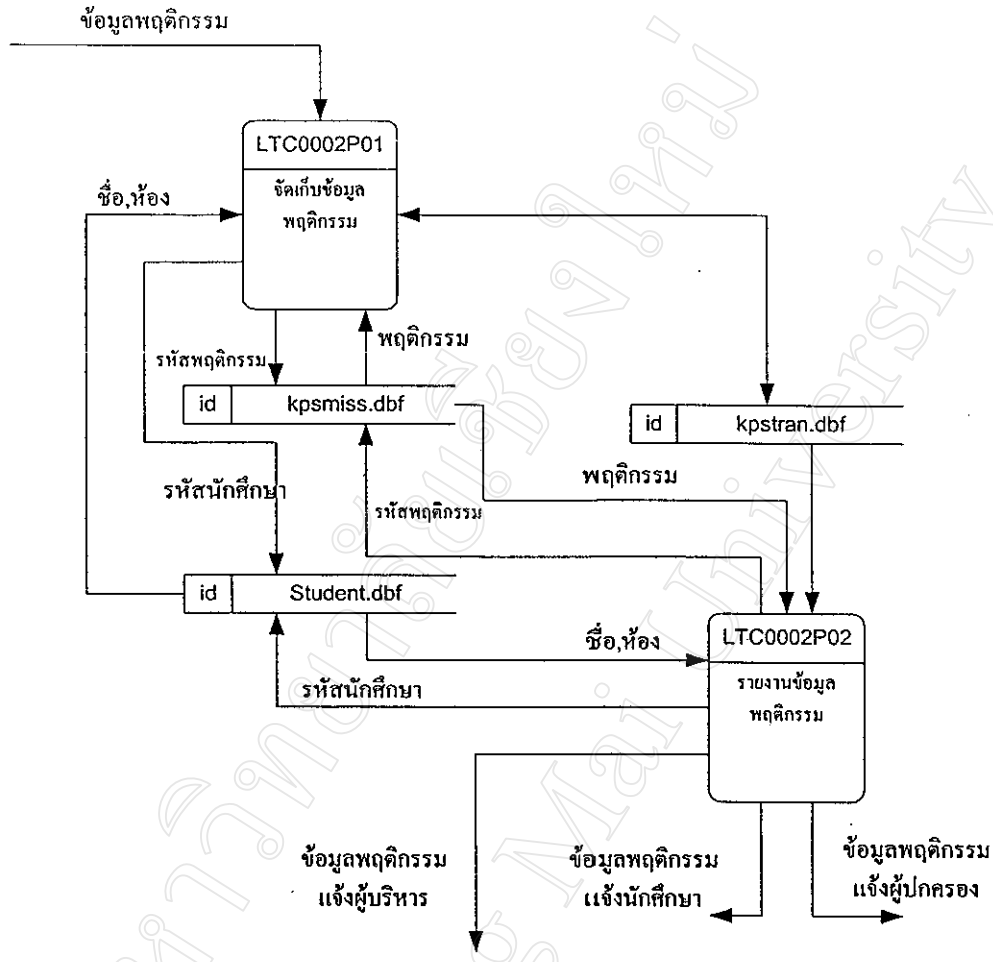 ข้อมูลพฤติกรรม
LTC0002P01
จัดเก็บข้อมูล
พฤติกรรม
ชื่อ,ห้อง
พฤติกรรม
รหัสพฤติกรรม
id kpsmiss.dbf
id kpstran.dbf
พฤติกรรม
รหัสนักศึกษา
รหัสพฤติกรรม
id Student.dbf
LTC0002P02
รายงานข้อมูล
พฤติกรรม
ชื่อ,ห้อง
รหัสนักศึกษา
ข้อมูลพฤติกรรม
แจ้งผู้บริหาร
ข้อมูลพฤติกรรม
แจ้งนักศึกษา
ข้อมูลพฤติกรรม
แจ้งผู้ปกครอง
Mai University